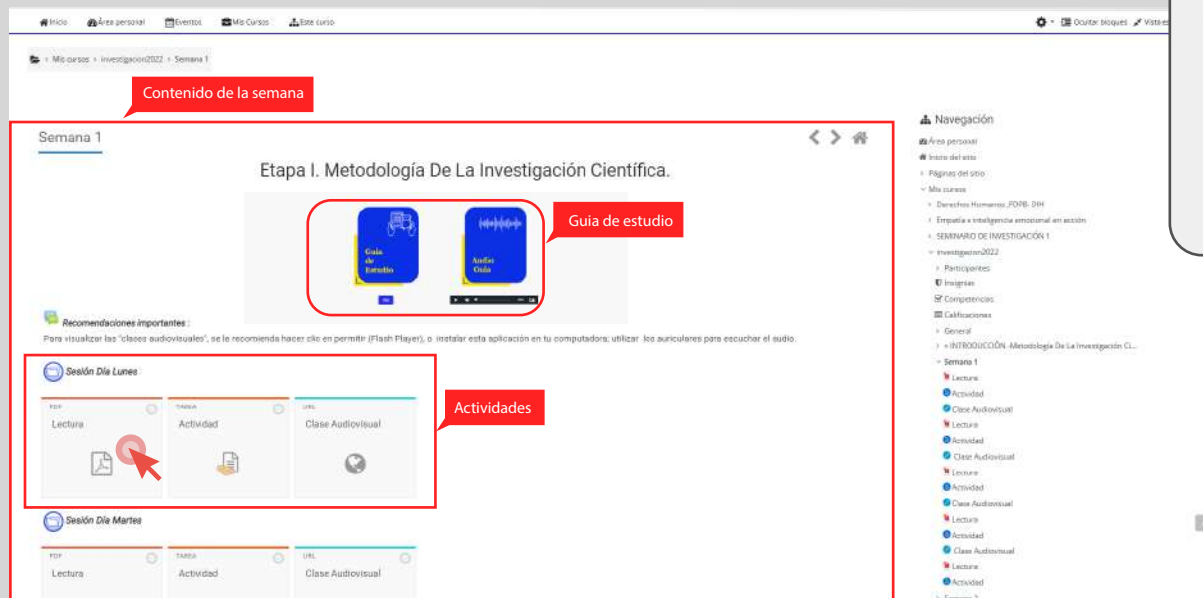 Inicio Área personal Eventos Mis Cursos Este curso
Ocultar bloques Vista es
Mis cursos investigacion2022 Semana 1
Contenido de la semana
Semana 1
Etapa I. Metodología De La Investigación Científica.
Guía de Estudio
Audio Guía
Guia de estudio
Recomendaciones importantes :
Para visualizar las "clases audiovisuales", se le recomienda hacer clic en permitir (Flash Player), o instalar esta aplicación en tu computadora; utilizar los auriculares para escuchar el audio.
Sesión Día Lunes
PDF TAREA URL
Lectura Actividad Clase Audiovisual
Actividades
Sesión Día Martes
PDF TAREA URL
Lectura Actividad Clase Audiovisual
Navegación
Área personal
Inicio del sitio
Páginas del sitio
Mis cursos
Derechos Humanos_FDPB- DIH
Empatía e inteligencia emocional en acción
SEMINARIO DE INVESTIGACIÓN 1
investigacion2022
Participantes
Insignias
Competencias
Calificaciones
General
INTRODUCCIÓN -Metodología De La Investigación Ci...
Semana 1
Lectura
Actividad
Clase Audiovisual
Lectura
Actividad
Clase Audiovisual
Lectura
Actividad
Clase Audiovisual
Lectura
Actividad
Clase Audiovisual
Lectura
Actividad